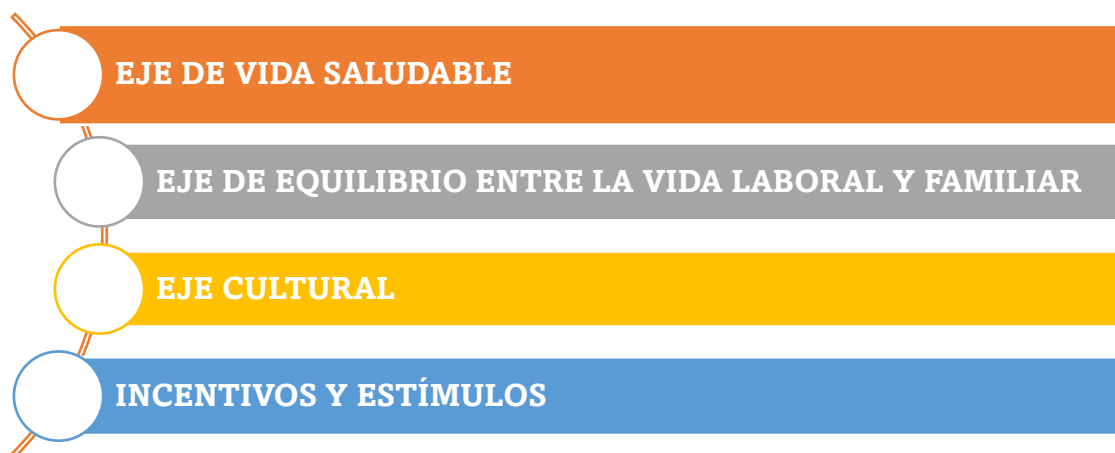 EJE DE VIDA SALUDABLE
EJE DE EQUILIBRIO ENTRE LA VIDA LABORAL Y FAMILIAR
EJE CULTURAL
INCENTIVOS Y ESTÍMULOS